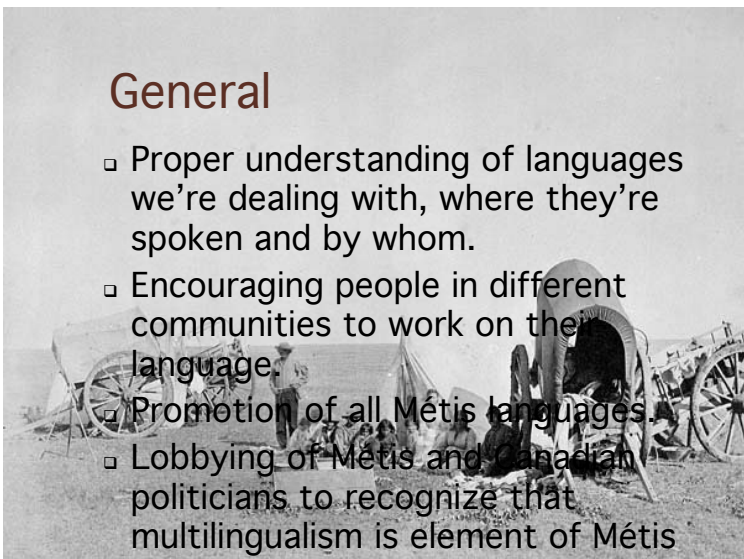 General
▫ Proper understanding of languages
we’re dealing with, where they’re
spoken and by whom.
▫ Encouraging people in different
communities to work on their
language.
▫ Promotion of all Métis languages.
▫ Lobbying of Métis and Canadian
politicians to recognize that
multilingualism is element of Métis